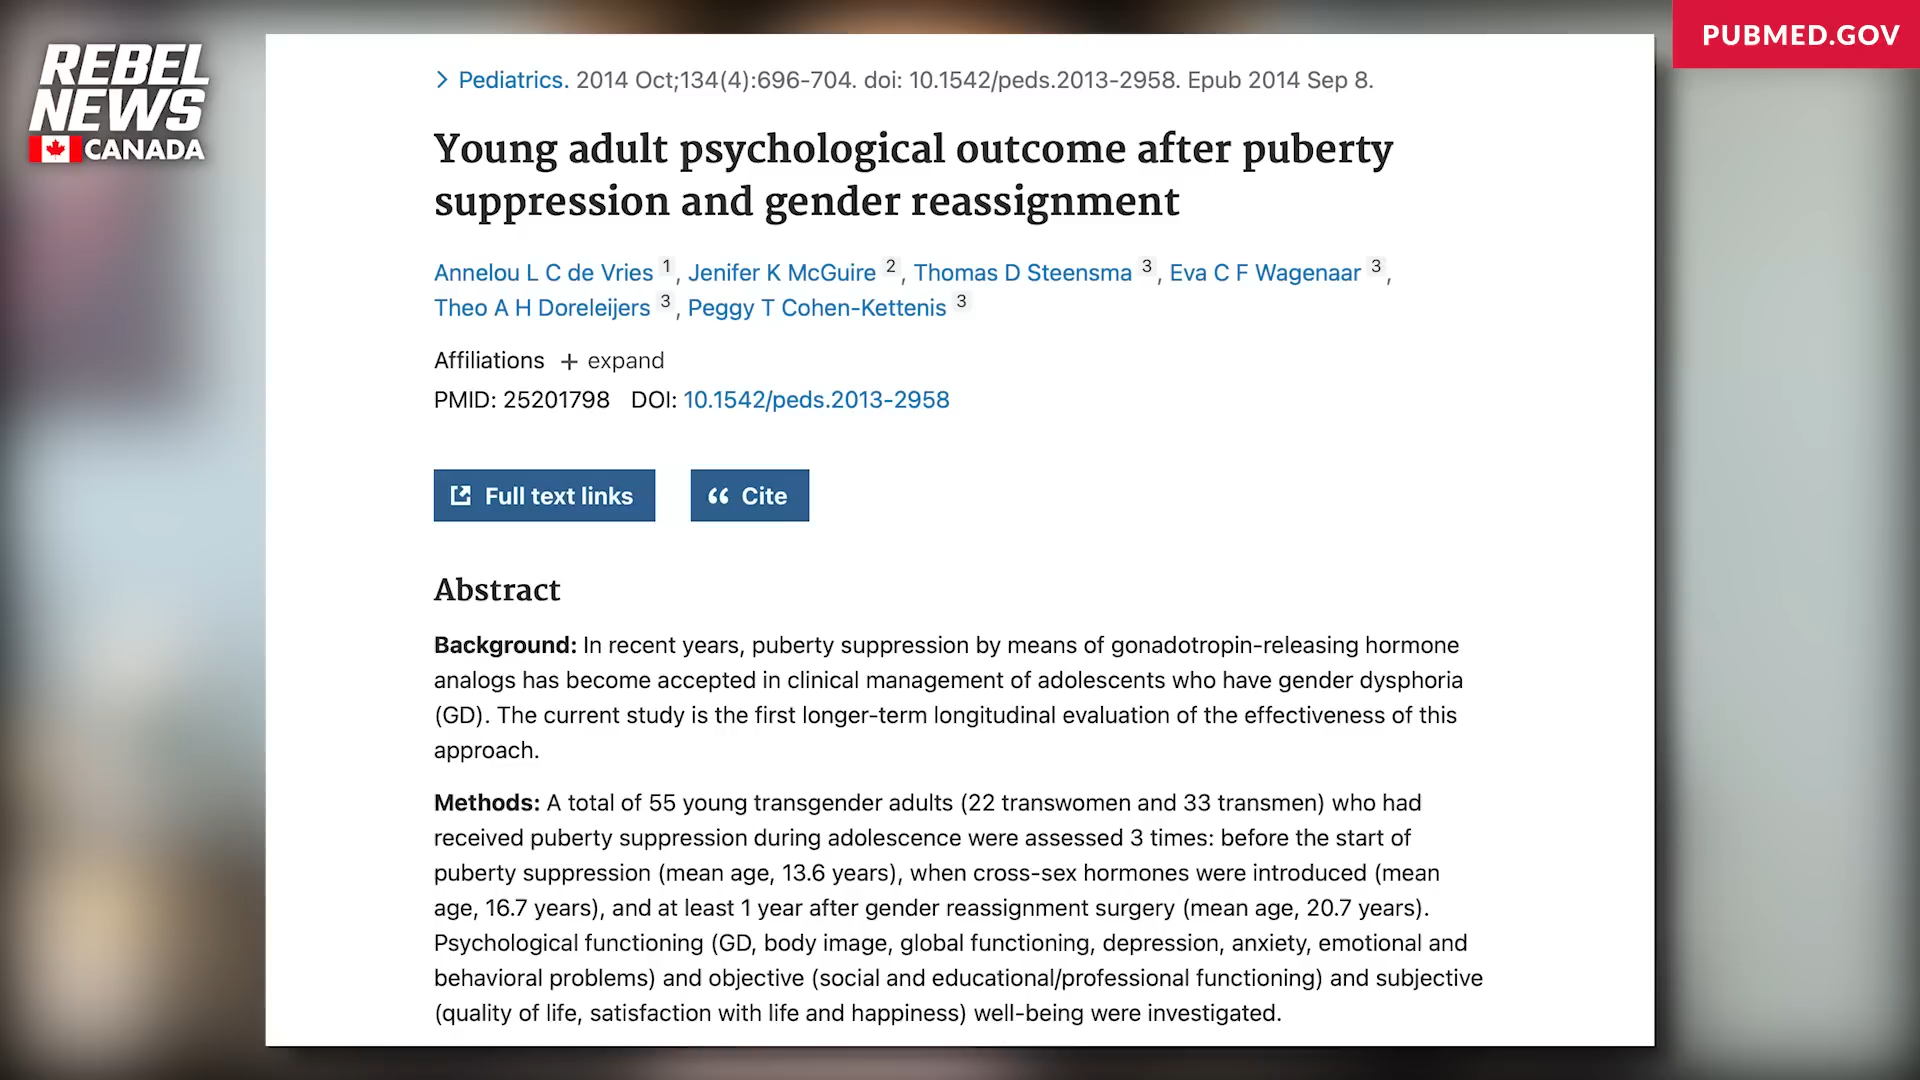 REBEL
NEWS
CANADA
PUBMED.GOV
> Pediatrics. 2014 Oct;134(4):696-704. doi: 10.1542/peds.2013-2958. Epub 2014 Sep 8.
Young adult psychological outcome after puberty
suppression and gender reassignment
Annelou L C de Vries 1, Jenifer K McGuire 2, Thomas D Steensma 3, Eva C F Wagenaar 3,
Theo A H Doreleijers 3, Peggy T Cohen-Kettenis 3
Affiliations + expand
PMID: 25201798 DOI: 10.1542/peds.2013-2958
Full text links
Cite
Abstract
Background: In recent years, puberty suppression by means of gonadotropin-releasing hormone
analogs has become accepted in clinical management of adolescents who have gender dysphoria
(GD). The current study is the first longer-term longitudinal evaluation of the effectiveness of this
approach.
Methods: A total of 55 young transgender adults (22 transwomen and 33 transmen) who had
received puberty suppression during adolescence were assessed 3 times: before the start of
puberty suppression (mean age, 13.6 years), when cross-sex hormones were introduced (mean
age, 16.7 years), and at least 1 year after gender reassignment surgery (mean age, 20.7 years).
Psychological functioning (GD, body image, global functioning, depression, anxiety, emotional and
behavioral problems) and objective (social and educational/professional functioning) and subjective
(quality of life, satisfaction with life and happiness) well-being were investigated.